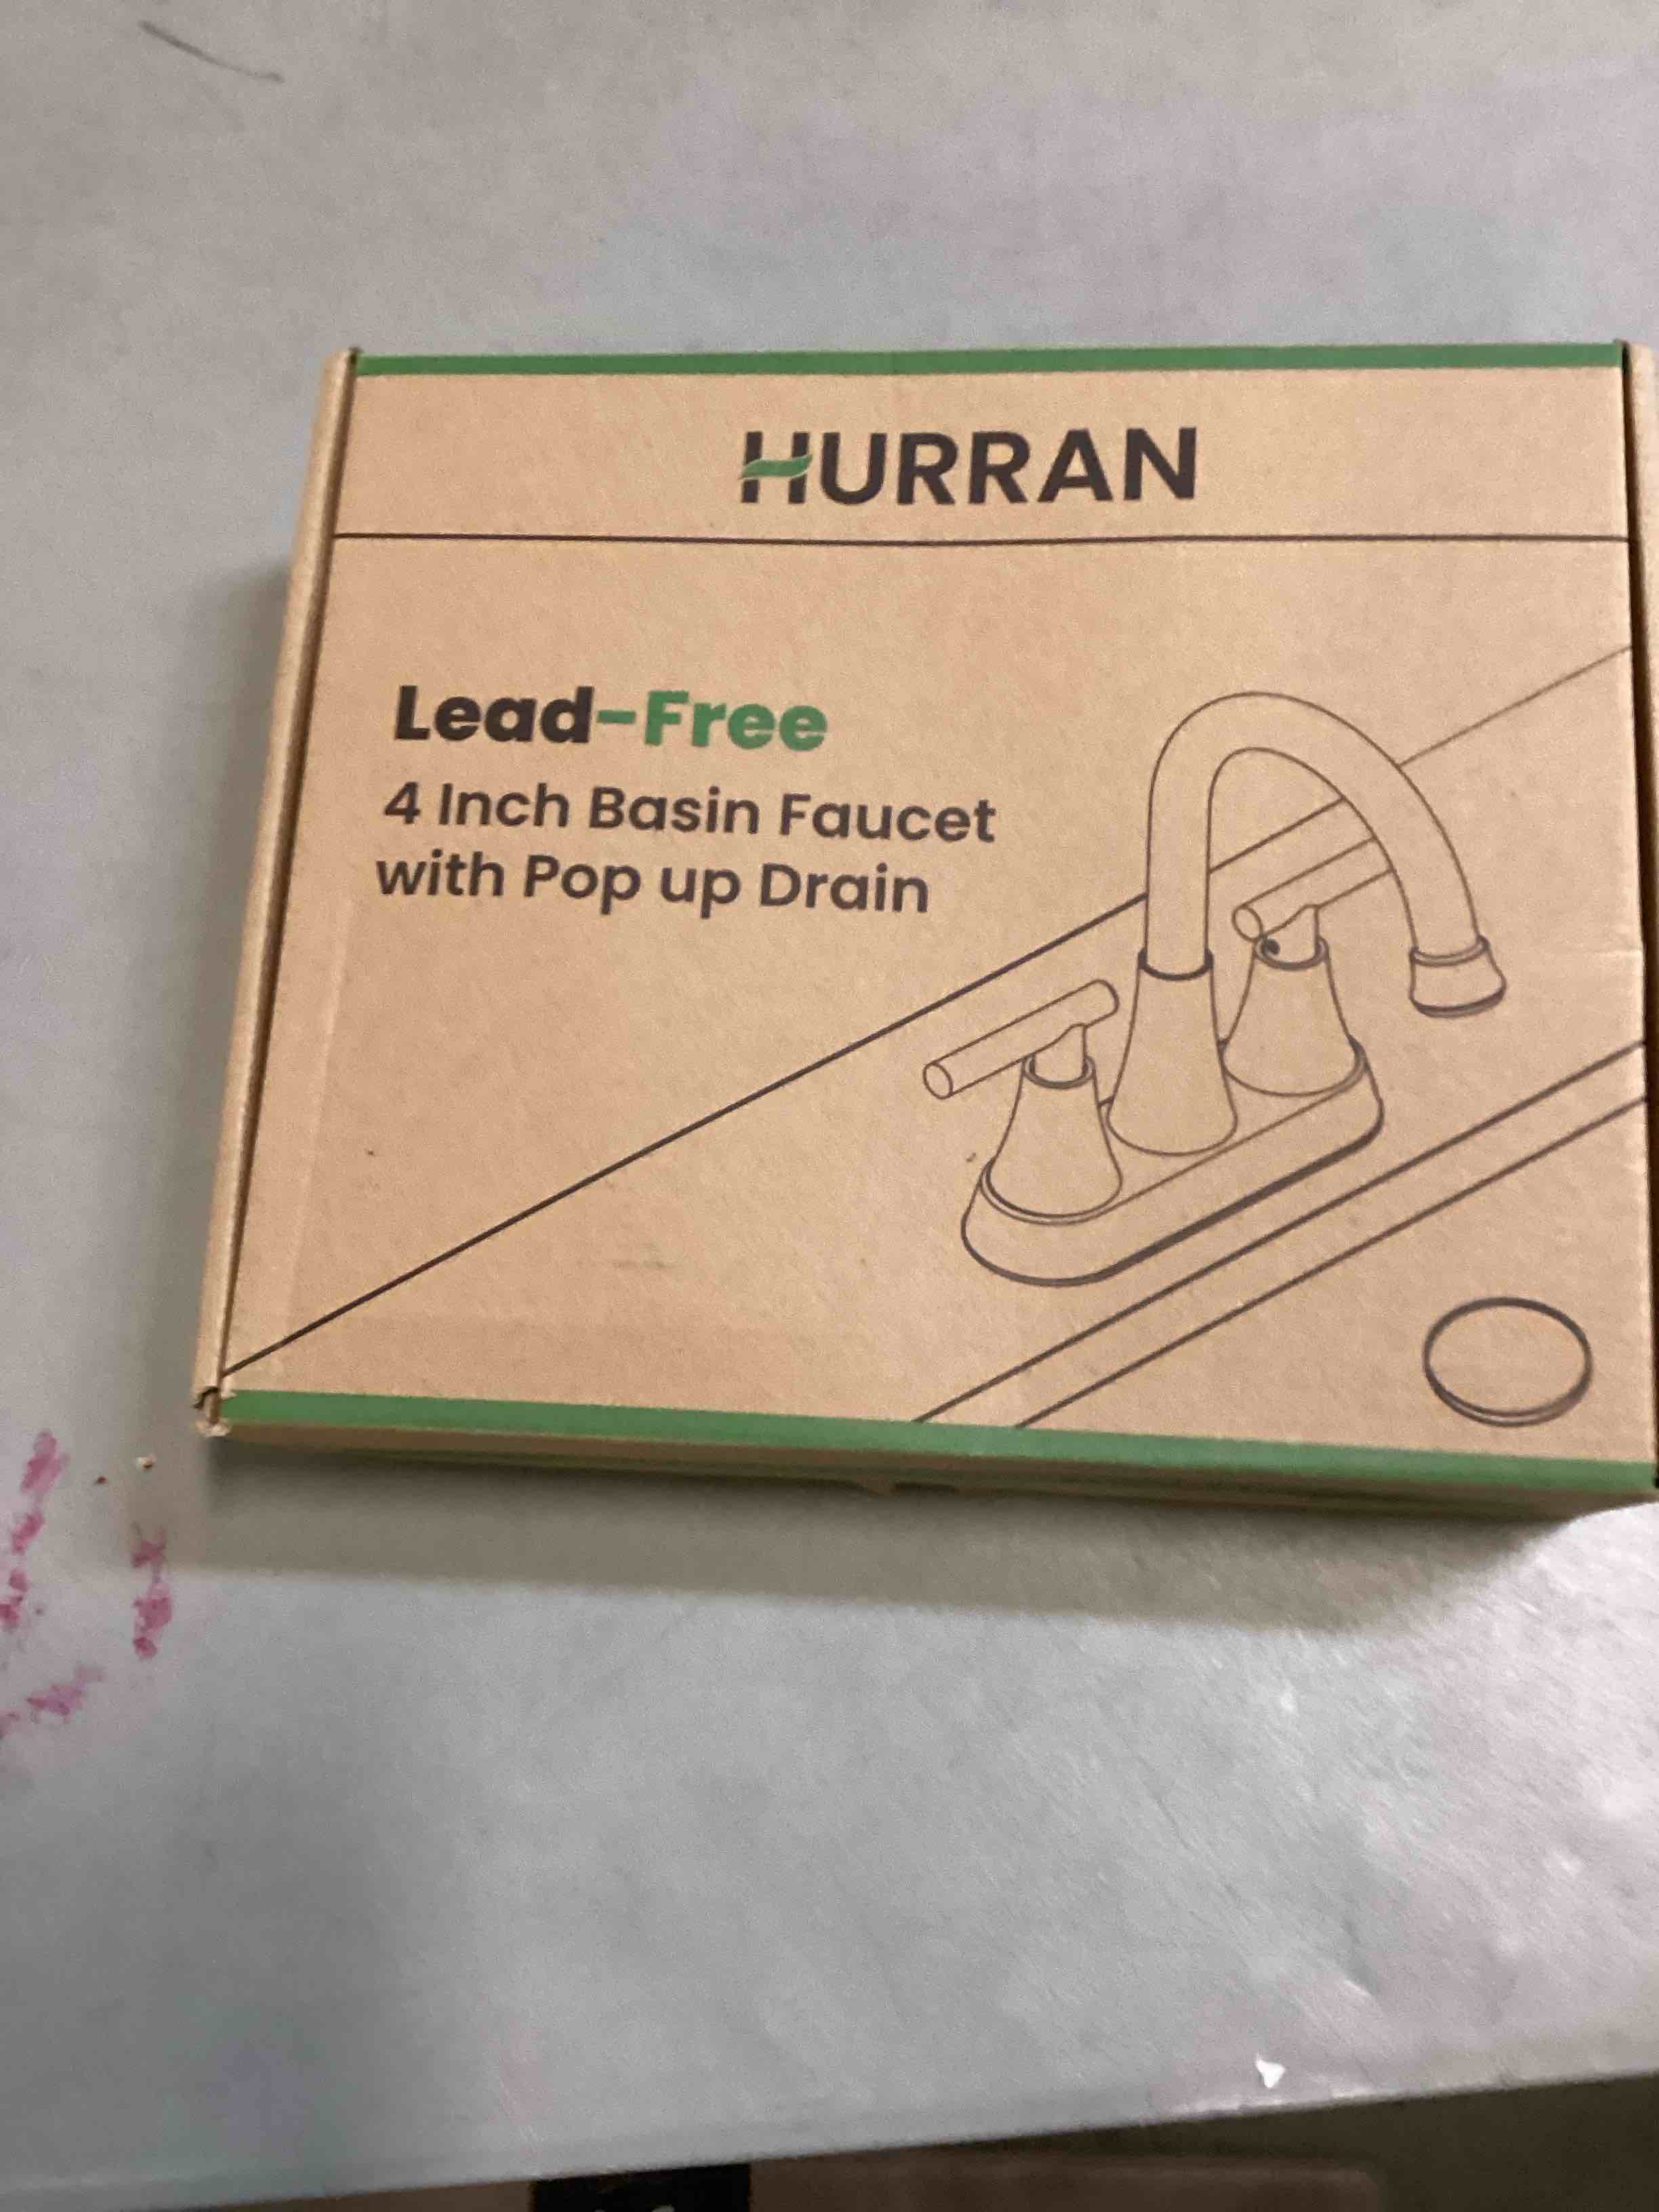 HURRAN
Lead-Free
4 Inch Basin Faucet
with Pop up Drain